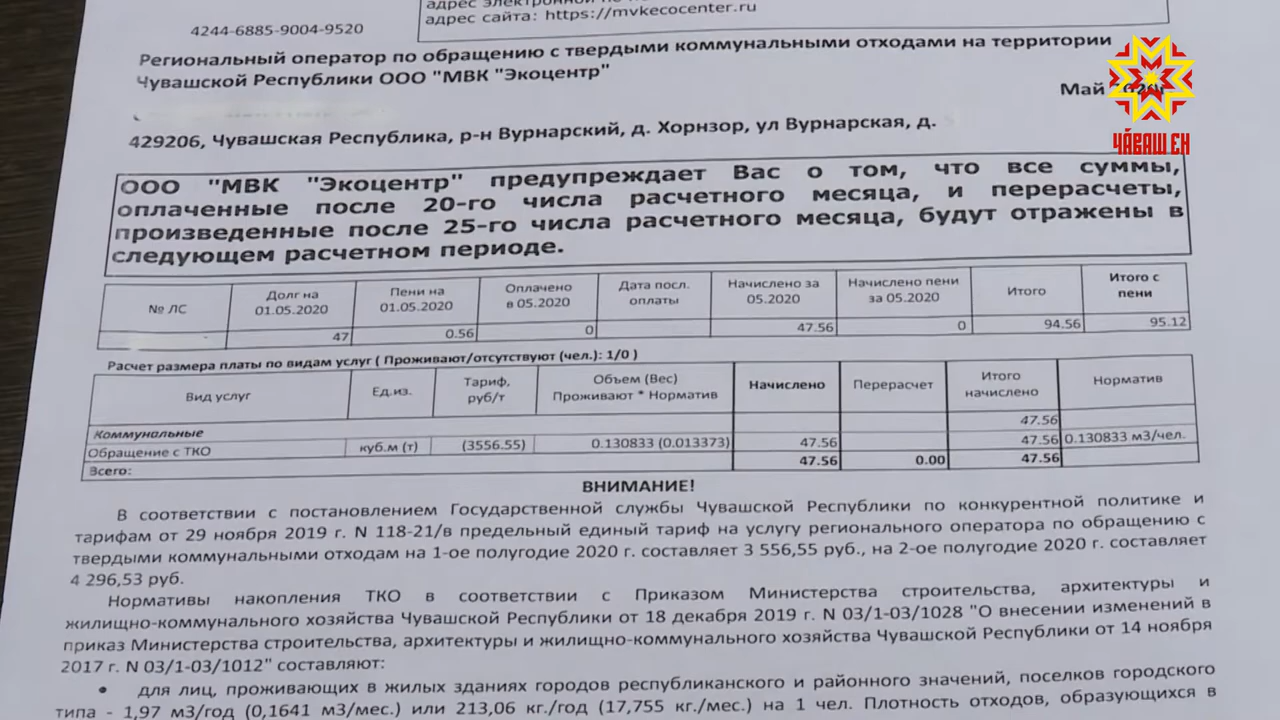 4244-6885-9004-9520
адрес сайта: https://mvkecocenter.ru
Региональный оператор по обращению с твердыми коммунальными отходами на территории
Чувашской Республики ООО "МВК "Экоцентр"
Май
ЧĂВАШ ЕН
429206, Чувашская Республика, р-н Вурнарский, д. Хорнзор, ул Вурнарская, д.
ООО "МВК "Экоцентр" предупреждает Вас о том, что все суммы,
оплаченные после 20-го числа расчетного месяца, и перерасчеты,
произведенные после 25-го числа расчетного месяца, будут отражены в
следующем расчетном периоде.
№ ЛС Долг на 01.05.2020 Пени на 01.05.2020 Оплачено в 05.2020 Дата посл. оплаты Начислено за 05.2020 Начислено пени за 05.2020 Итого Итого с пени
47 0.56 0 47.56 0 94.56 95.12
Расчет размера платы по видам услуг ( Проживают/отсутствуют (чел.): 1/0 )
Вид услуг Ед.из. Тариф, руб/т Объем (Вес) Проживают * Норматив Начислено Перерасчет Итого начислено Норматив
Коммунальные 47.56
Обращение с ТКО куб.м (т) (3556.55) 0.130833 (0.013373) 47.56 47.56 0.130833 м3/чел.
Всего: 47.56 0.00 47.56
ВНИМАНИЕ!
В соответствии с постановлением Государственной службы Чувашской Республики по конкурентной политике и
тарифам от 29 ноября 2019 г. N 118-21/в предельный единый тариф на услугу регионального оператора по обращению с
твердыми коммунальными отходам на 1-ое полугодие 2020 г. составляет 3 556,55 руб., на 2-ое полугодие 2020 г. составляет
4 296,53 руб.
Нормативы накопления ТКО в соответствии с Приказом Министерства строительства, архитектуры и
жилищно-коммунального хозяйства Чувашской Республики от 18 декабря 2019 г. N 03/1-03/1028 "О внесении изменений в
приказ Министерства строительства, архитектуры и жилищно-коммунального хозяйства Чувашской Республики от 14 ноября
2017 г. N 03/1-03/1012" составляют:
• для лиц, проживающих в жилых зданиях городов республиканского и районного значений, поселков городского
типа - 1,97 м3/год (0,1641 м3/мес.) или 213,06 кг./год (17,755 кг./мес.) на 1 чел. Плотность отходов, образующихся в